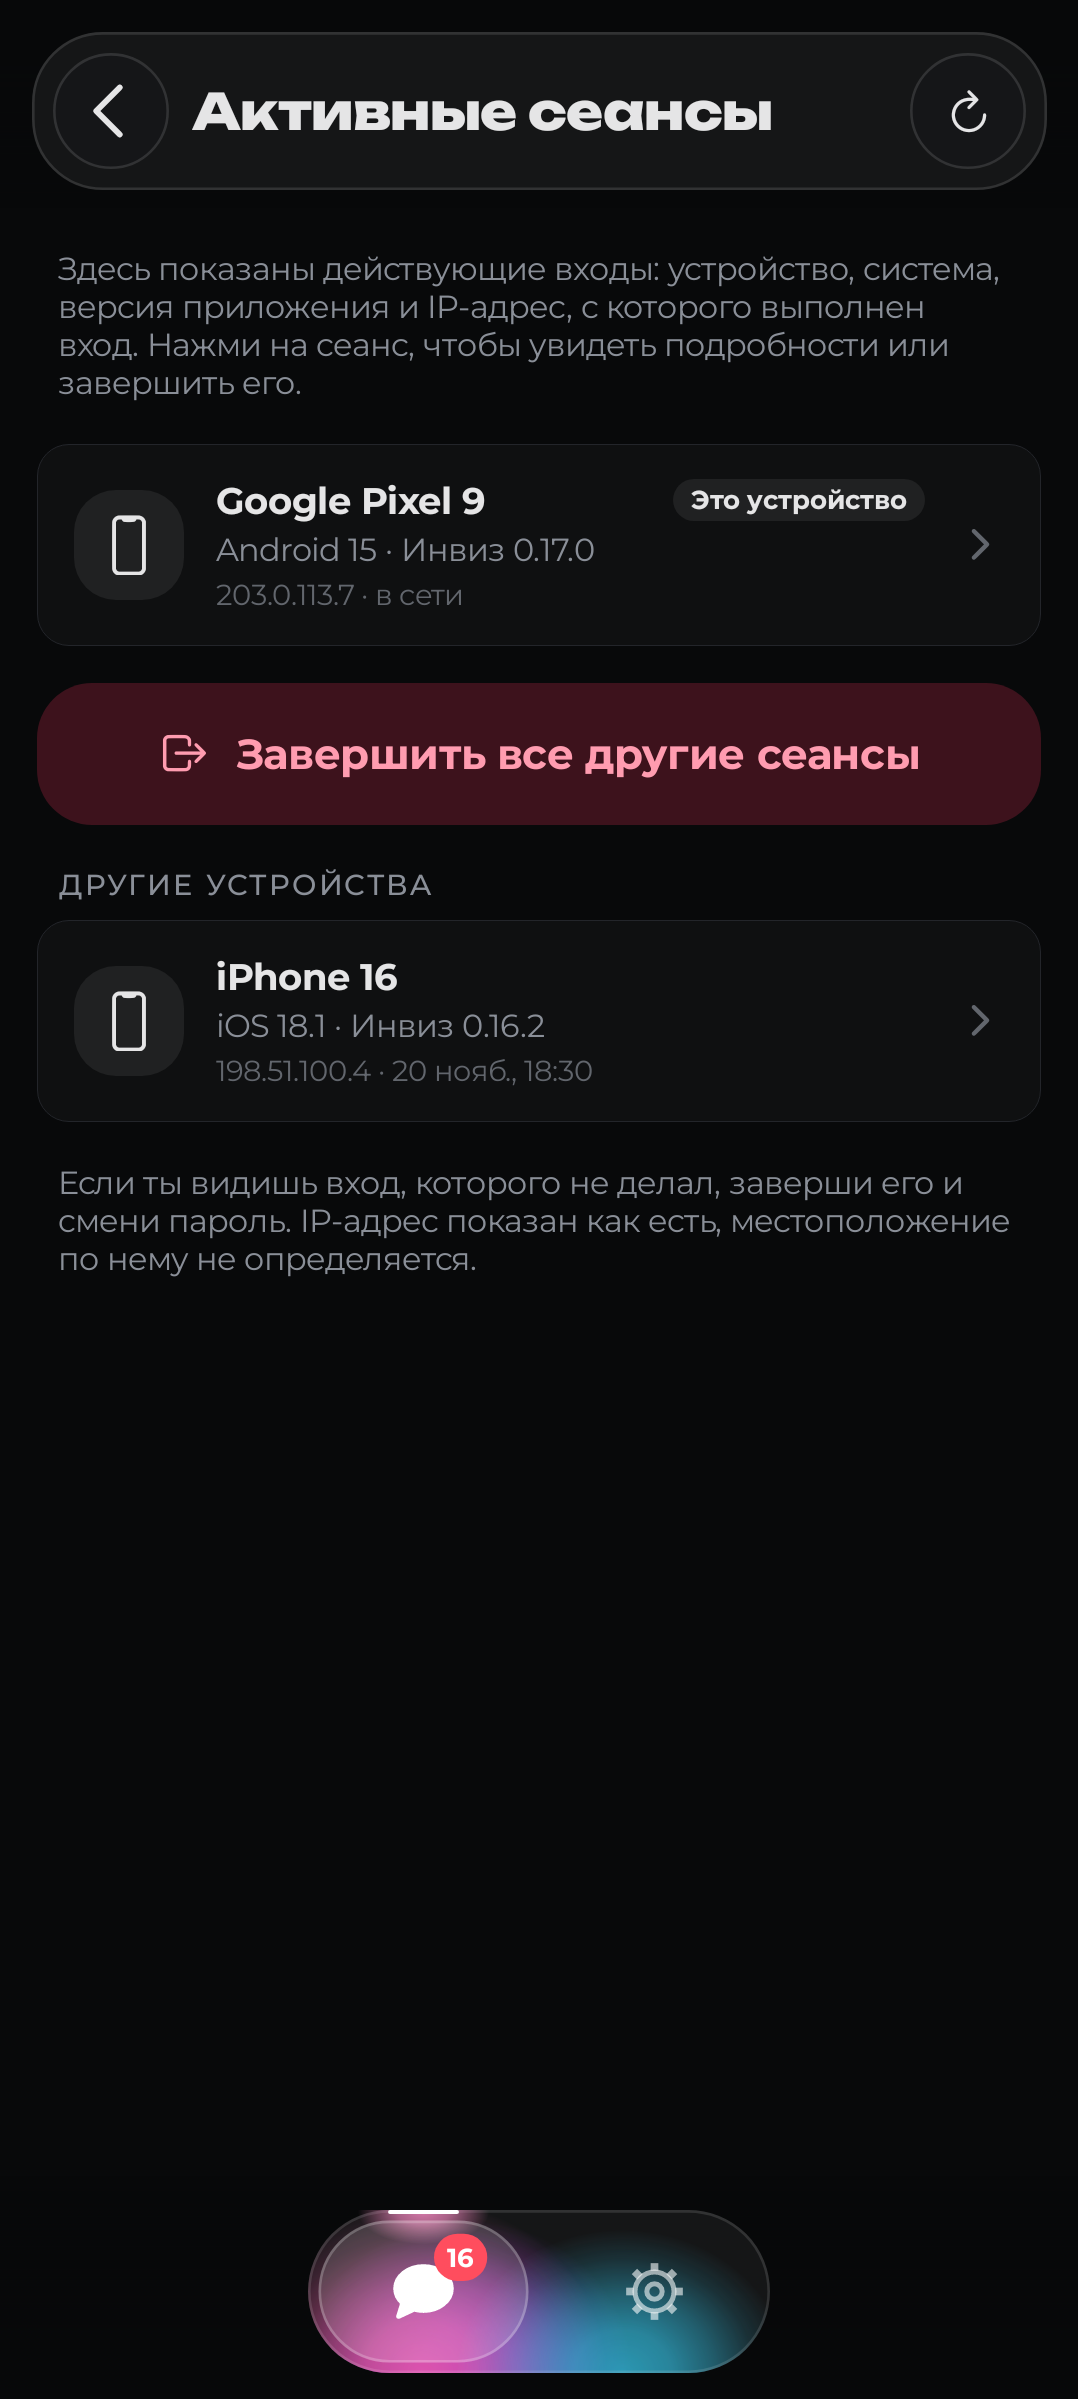 Активные сеансы
Здесь показаны действующие входы: устройство, система,
версия приложения и IP-адрес, с которого выполнен
вход. Нажми на сеанс, чтобы увидеть подробности или
завершить его.
Google Pixel 9
Это устройство
Android 15 · Инвиз 0.17.0
203.0.113.7 · в сети
Завершить все другие сеансы
ДРУГИЕ УСТРОЙСТВА
iPhone 16
iOS 18.1 · Инвиз 0.16.2
198.51.100.4 · 20 нояб., 18:30
Если ты видишь вход, которого не делал, заверши его и
смени пароль. IP-адрес показан как есть, местоположение
по нему не определяется.
16